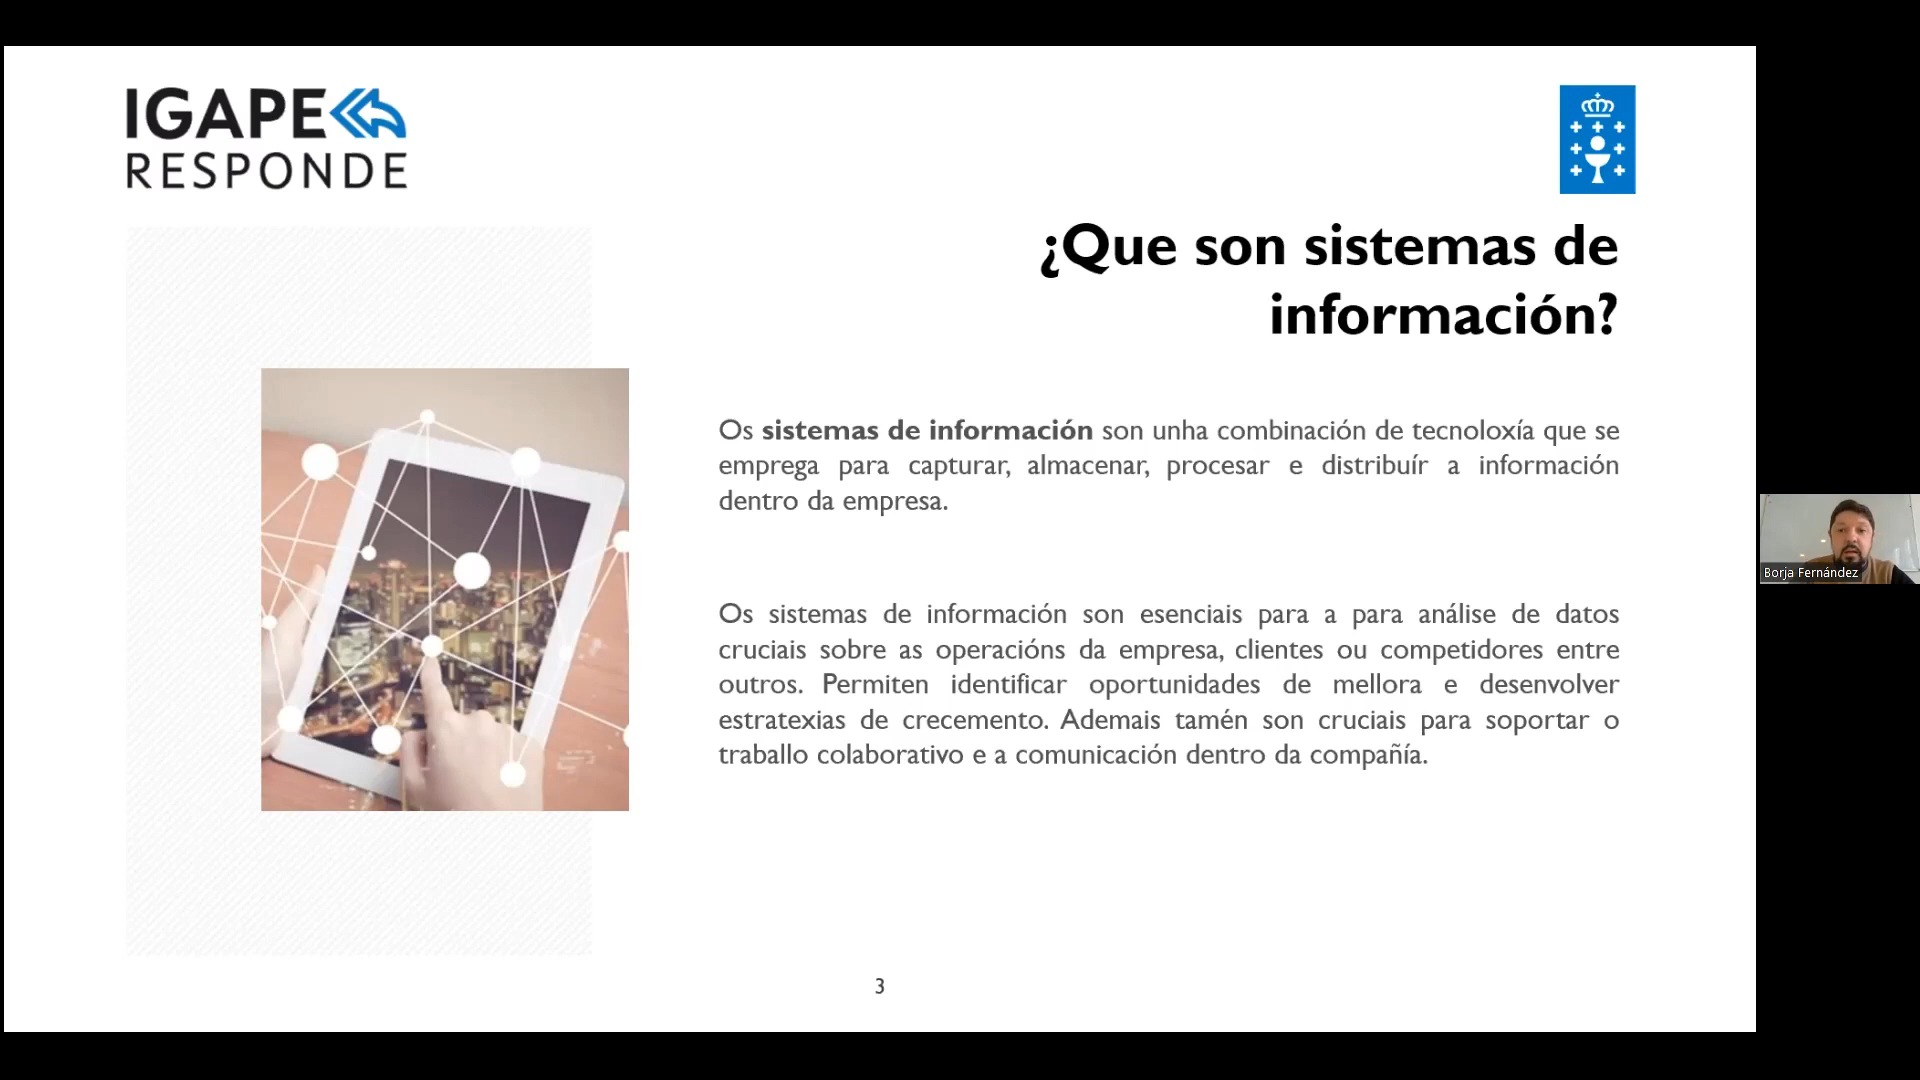 IGAPE
RESPONDE
¿Que son sistemas de
información?
Os sistemas de información son unha combinación de tecnoloxía que se
emprega para capturar, almacenar, procesar e distribuír a información
dentro da empresa.
Os sistemas de información son esenciais para a para análise de datos
cruciais sobre as operacións da empresa, clientes ou competidores entre
outros. Permiten identificar oportunidades de mellora e desenvolver
estratexias de crecemento. Ademais tamén son cruciais para soportar o
traballo colaborativo e a comunicación dentro da compañía.
Borja Fernández
3